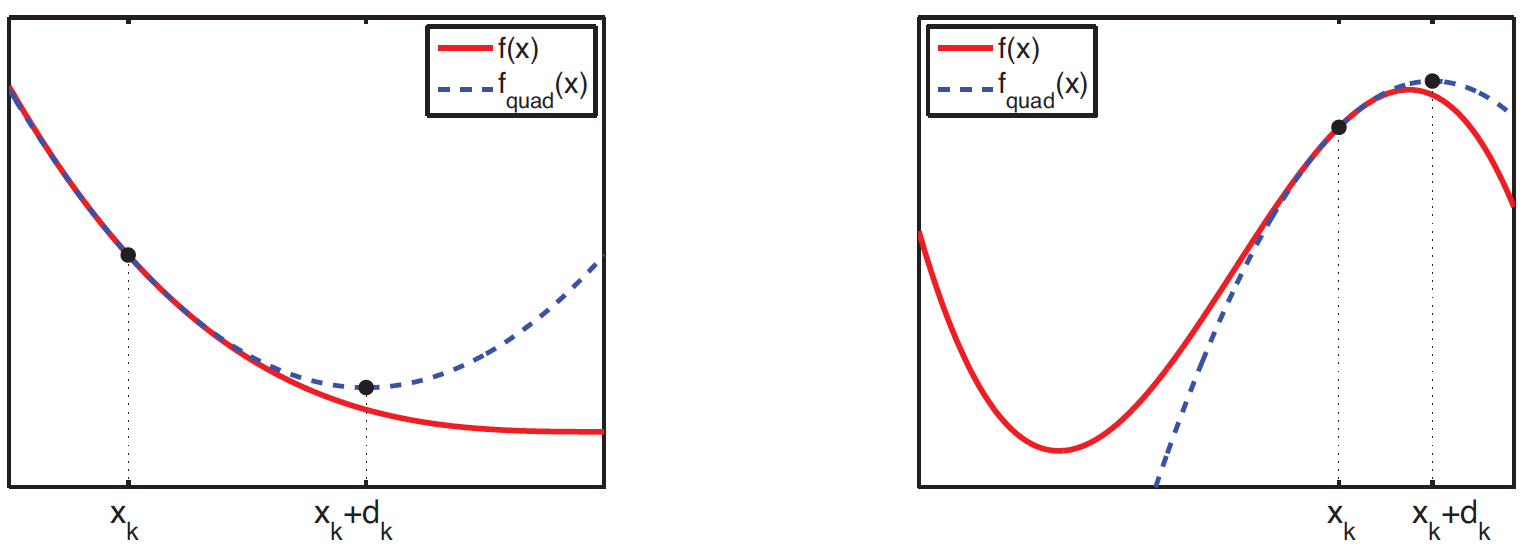 f(x)
f_quad(x)
x_k
x_k+d_k
f(x)
f_quad(x)
x_k
x_k+d_k